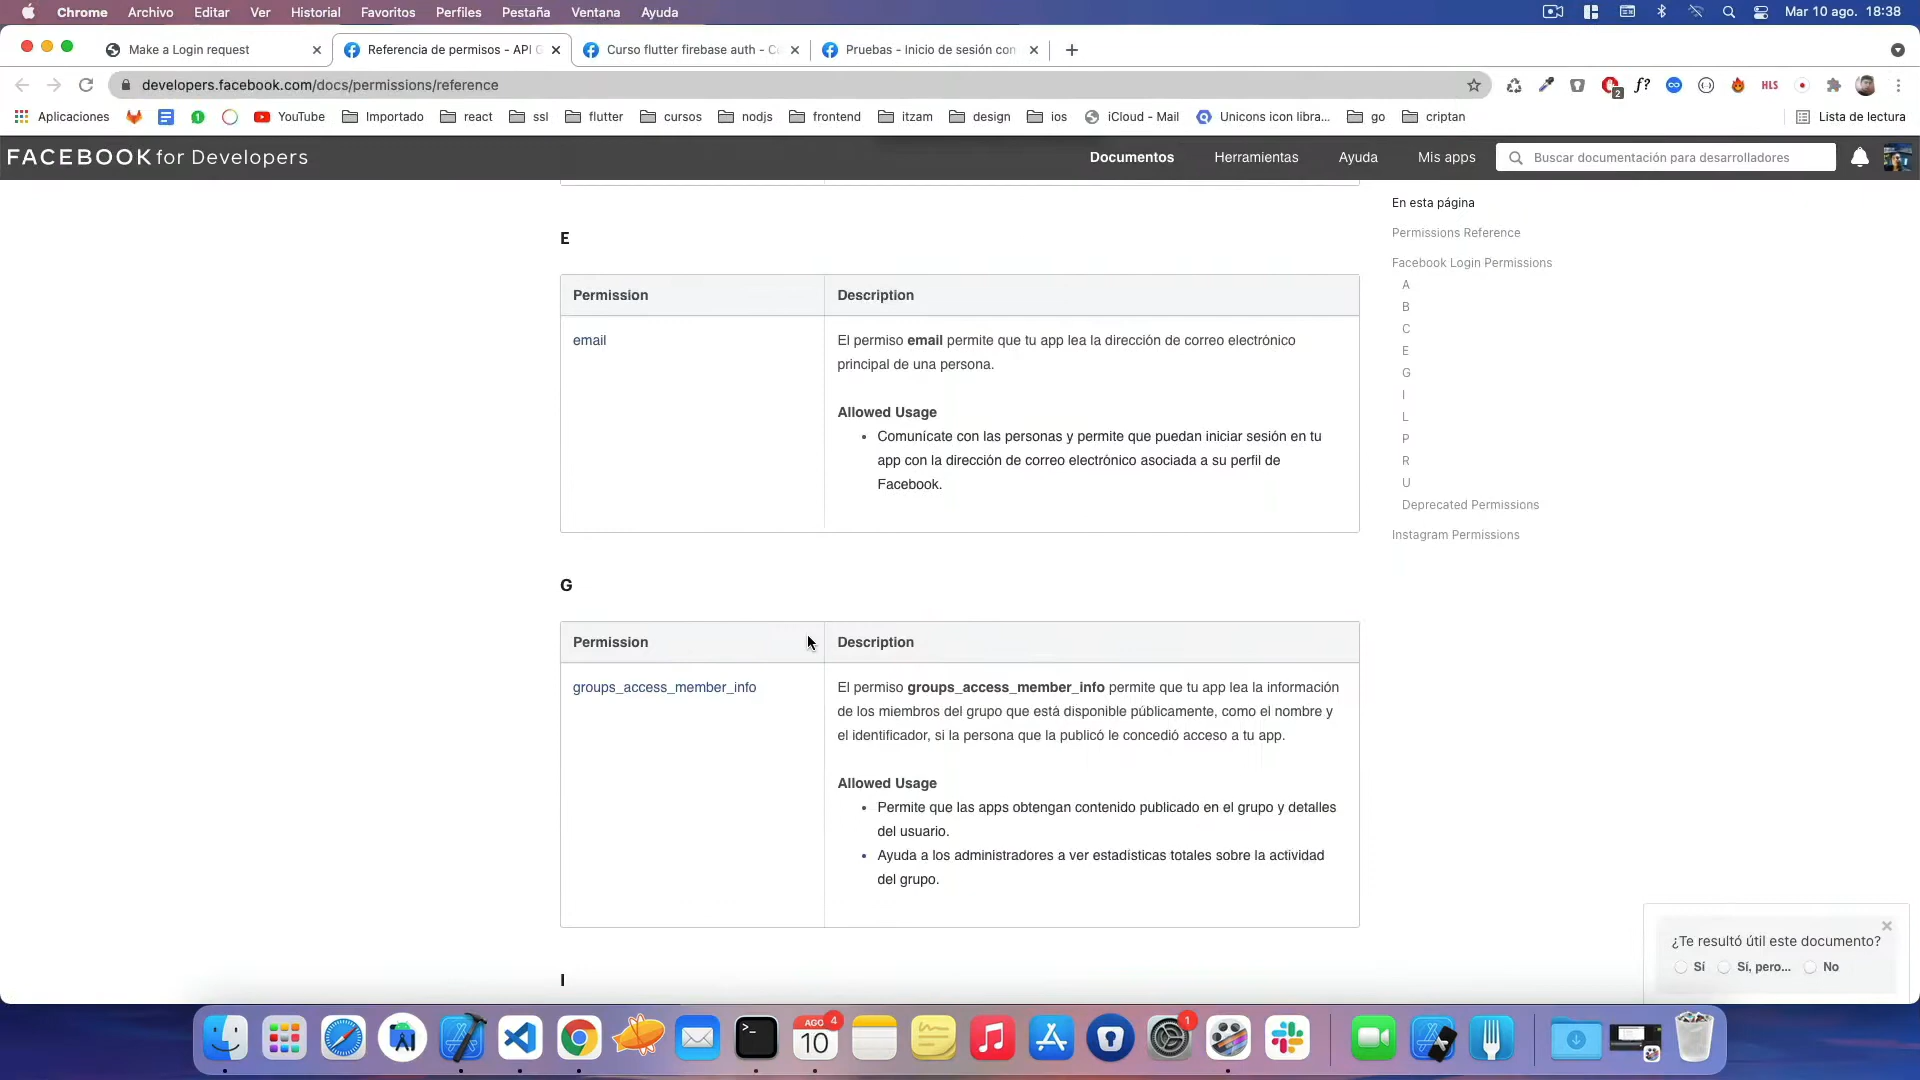 Chrome Archivo Editar Ver Historial Favoritos Perfiles Pestaña Ventana Ayuda Mar 10 ago. 18:38
Make a Login request Referencia de permisos - API G Curso flutter firebase auth - Co Pruebas - Inicio de sesión con
developers.facebook.com/docs/permissions/reference 2 f? HLS
Aplicaciones 1 YouTube Importado react ssl flutter cursos nodjs frontend itzam design ios iCloud - Mail Unicons icon libra... go criptan Lista de lectura
FACEBOOK for Developers Documentos Herramientas Ayuda Mis apps Buscar documentación para desarrolladores
En esta página
Permissions Reference
Facebook Login Permissions
A
B
C
E
G
I
L
P
R
U
Deprecated Permissions
Instagram Permissions
E
Permission Description
email El permiso email permite que tu app lea la dirección de correo electrónico
principal de una persona.
Allowed Usage
• Comunícate con las personas y permite que puedan iniciar sesión en tu
app con la dirección de correo electrónico asociada a su perfil de
Facebook.
G
Permission Description
groups_access_member_info El permiso groups_access_member_info permite que tu app lea la información
de los miembros del grupo que está disponible públicamente, como el nombre y
el identificador, si la persona que la publicó le concedió acceso a tu app.
Allowed Usage
• Permite que las apps obtengan contenido publicado en el grupo y detalles
del usuario.
• Ayuda a los administradores a ver estadísticas totales sobre la actividad
del grupo.
I
¿Te resultó útil este documento?
Sí Sí, pero... No
AGO 4 10 1